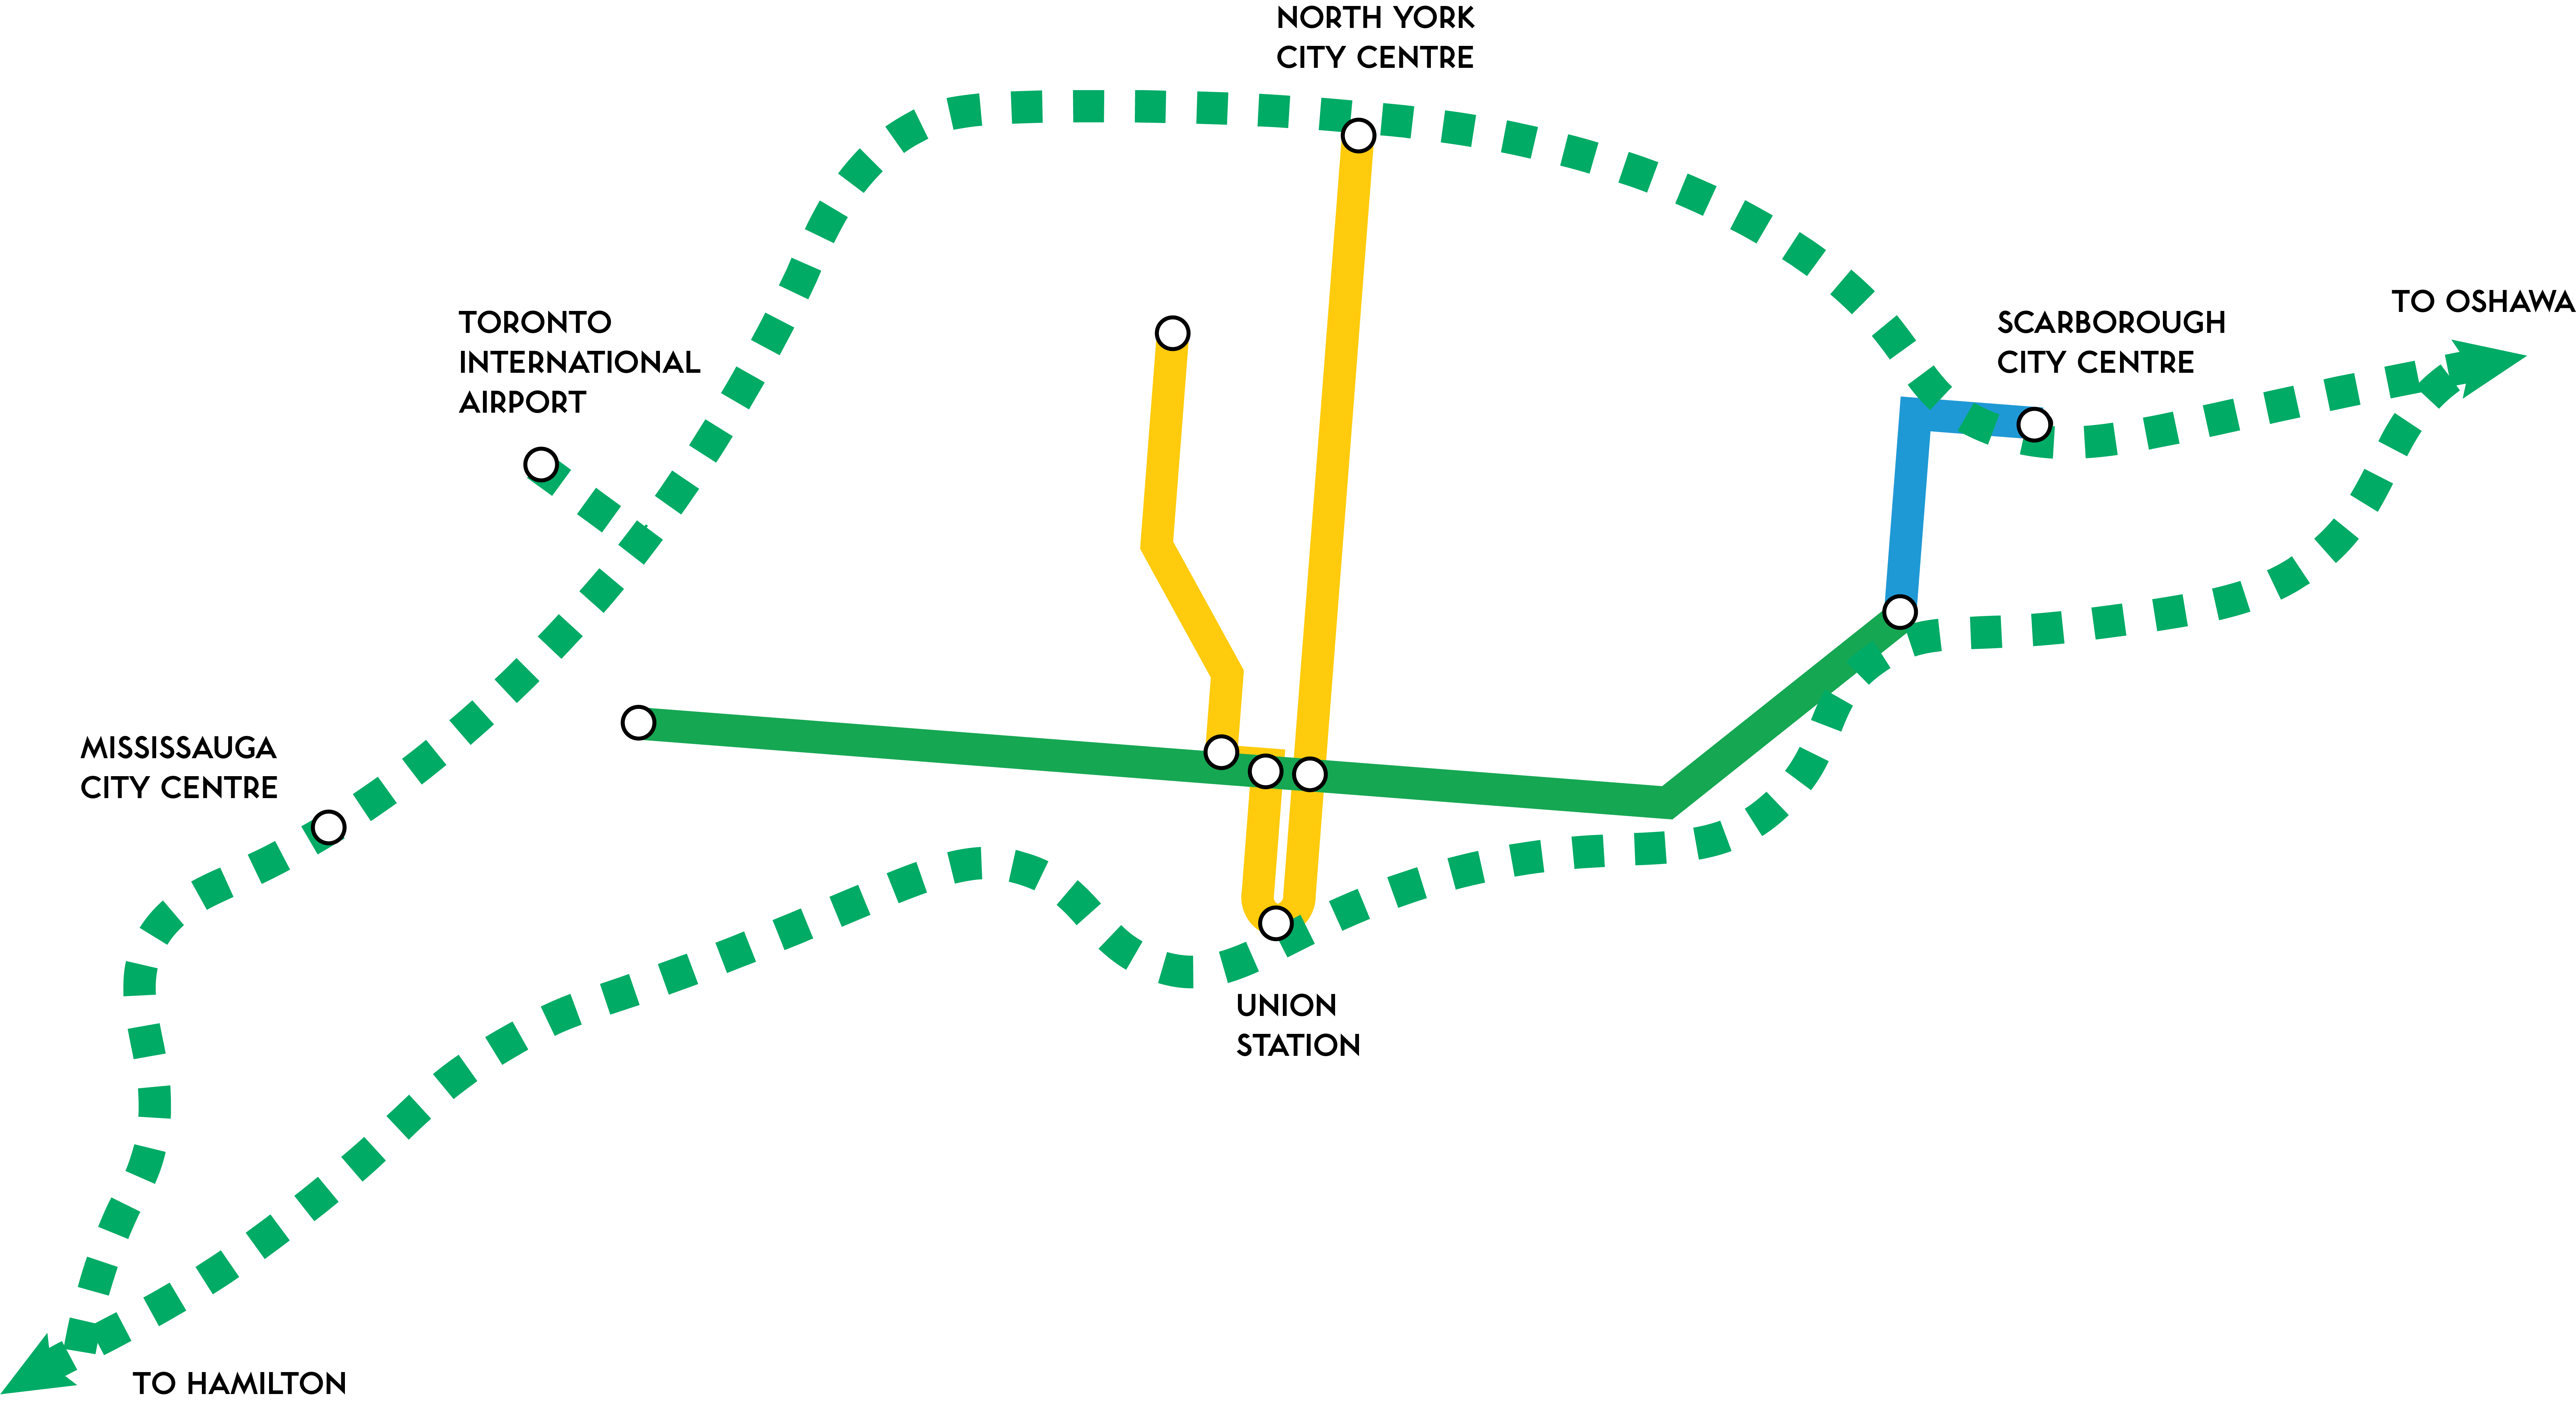 NORTH YORK
CITY CENTRE
TO OSHAWA
TORONTO
INTERNATIONAL
AIRPORT
SCARBOROUGH
CITY CENTRE
MISSISSAUGA
CITY CENTRE
UNION
STATION
TO HAMILTON